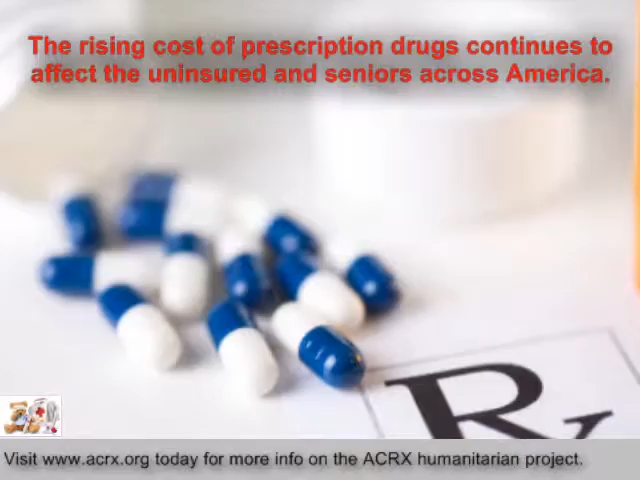 The rising cost of prescription drugs continues to
affect the uninsured and seniors across America.
Rx
Visit www.acrx.org today for more info on the ACRX humanitarian project.